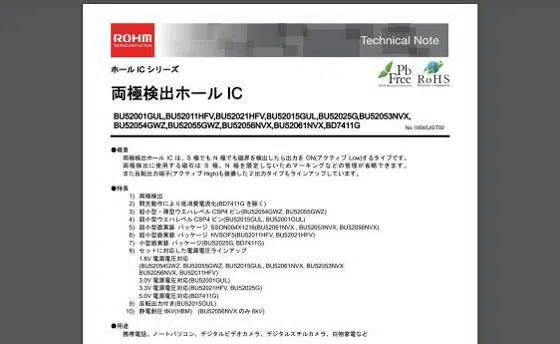 ROHM
SEMICONDUCTOR
Technical Note
ホール IC シリーズ
Pb
Free
RoHS
両極検出ホール IC
BU52001GUL,BU52011HFV,BU52021HFV,BU52015GUL,BU52025G,BU52053NVX,
BU52054GWZ,BU52055GWZ,BU52056NVX,BU52061NVX,BD7411G
No.10045JGT02
●概要
両極検出ホール IC は、S 極でも N 極でも磁界を検出したら出力を ON(アクティブ Low)するタイプです。
両極検出に使用する磁石は S 極、N 極を限定しないためマーキングなどの管理が省略できます。
また反転出力端子(アクティブ High)も備えた 2 出力タイプもラインアップしています。
●特長
1) 両極検出
2) 間欠動作により低消費電流化(BD7411G を除く)
3) 超小型・薄型ウエハレベル CSP4 ピン(BU52054GWZ, BU52055GWZ)
4) 超小型ウエハレベル CSP4 ピン(BU52015GUL, BU52001GUL)
5) 超小型面実装 パッケージ SSON004X1216(BU52061NVX , BU52053NVX, BU52056NVX)
6) 超小型面実装 パッケージ HVSOF5(BU52011HFV, BU52021HFV)
7) 小型面実装 パッケージ(BU52025G, BD7411G)
8) セットに対応した電源電圧ラインアップ
1.8V 電源電圧対応
(BU52054GWZ, BU52055GWZ, BU52015GUL, BU52061NVX, BU52053NVX
BU52056NVX, BU52011HFV)
3.0V 電源電圧対応(BU52001GUL)
3.3V 電源電圧対応(BU52021HFV, BU52025G)
5.0V 電源電圧対応(BD7411G)
9) 反転出力付き(BU52015GUL)
10) 静電耐圧 8kV(HBM) (BU52056NVX のみ 6kV)
●用途
携帯電話、ノートパソコン、デジタルビデオカメラ、デジタルスチルカメラ、白物家電など